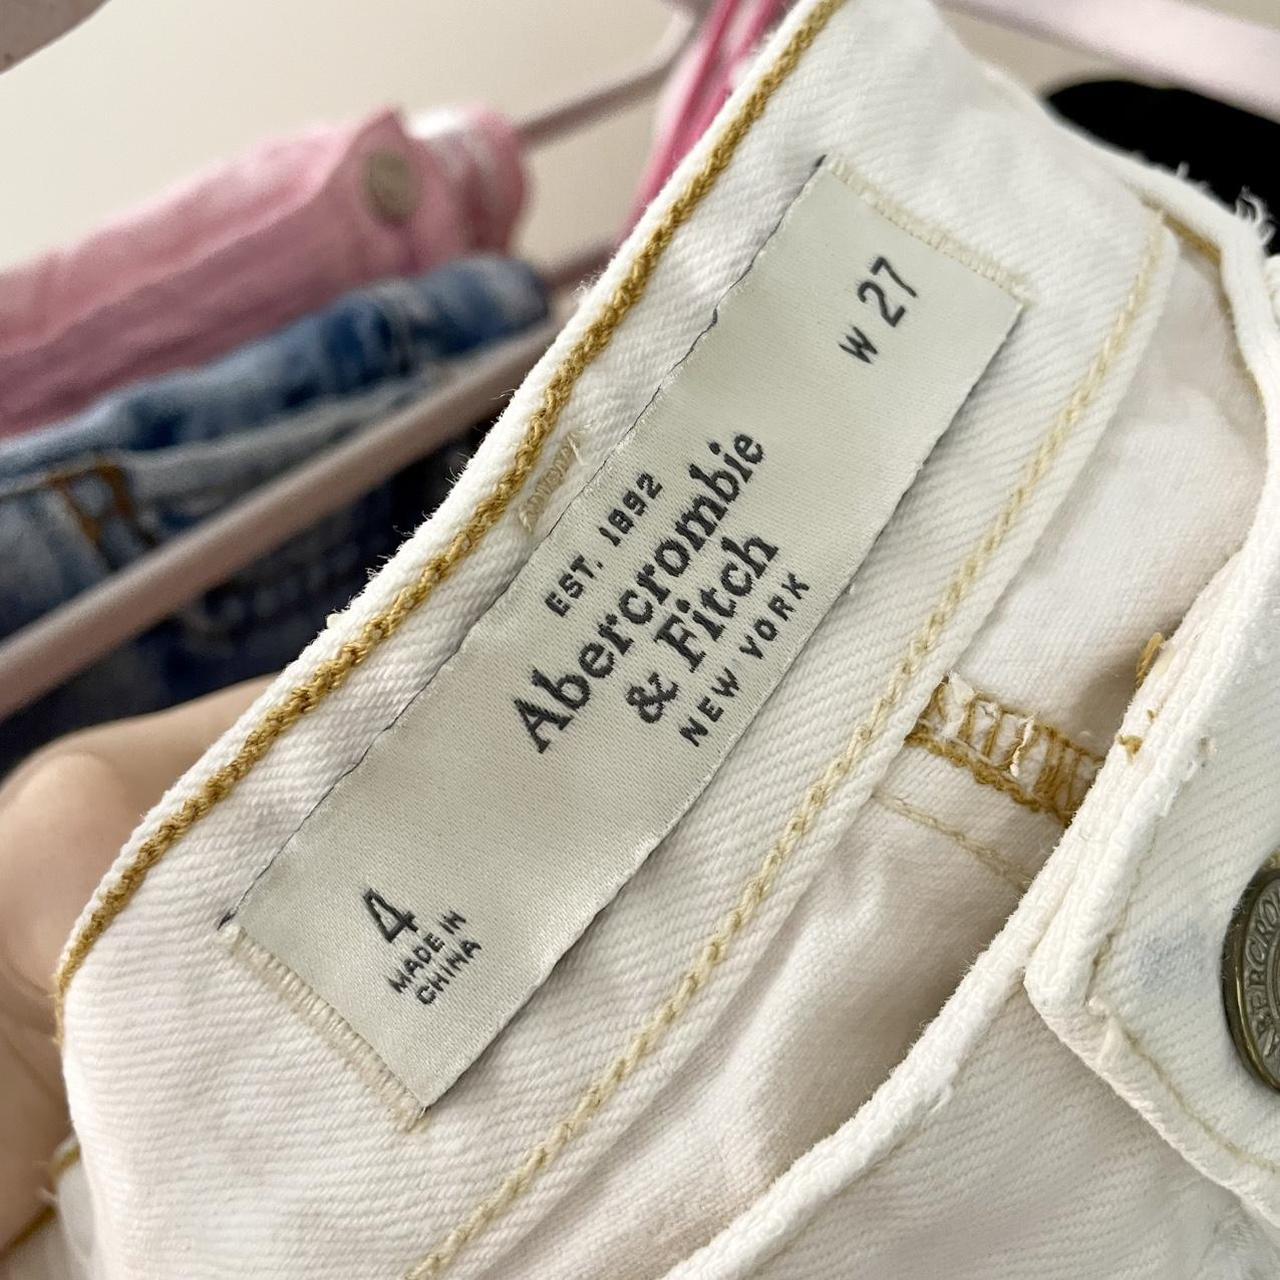 W 27
EST. 1892
Abercrombie
& Fitch
NEW YORK
4
MADE IN
CHINA